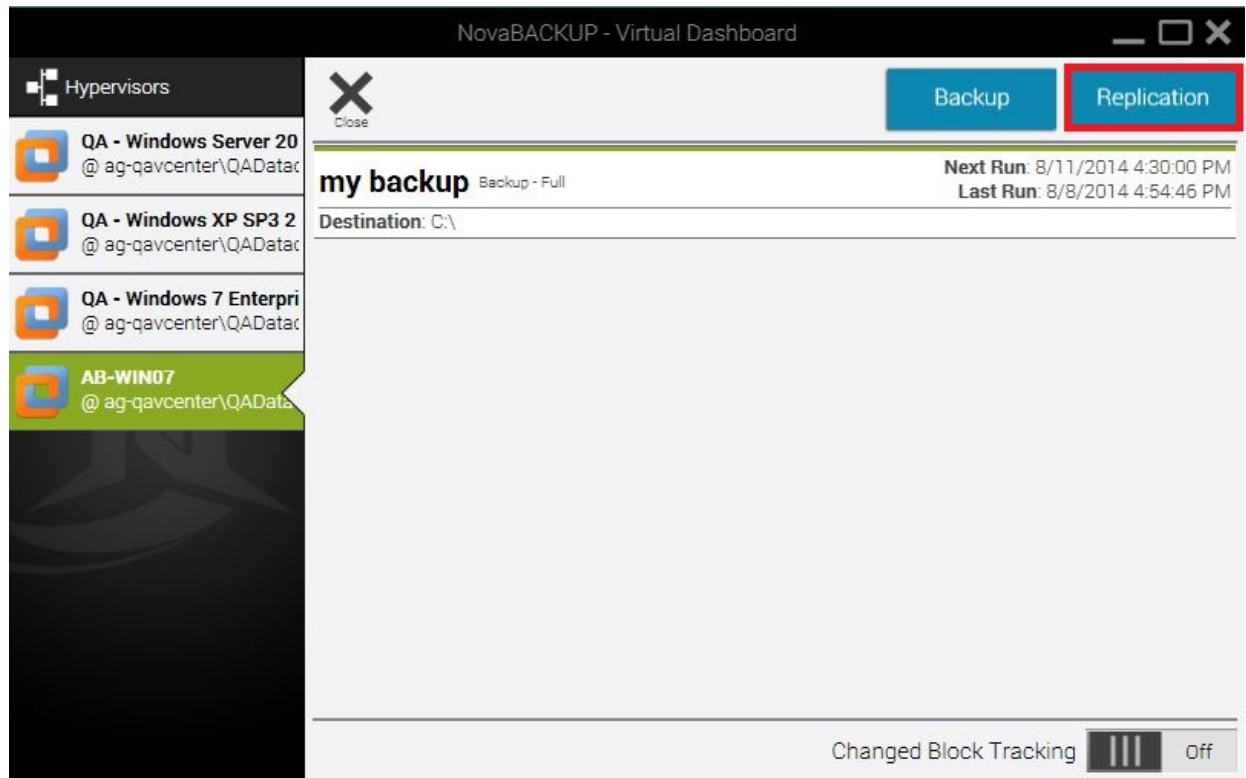 NovaBACKUP - Virtual Dashboard
Hypervisors
Close
Backup
Replication
QA - Windows Server 20
@ ag-qavcenter\QADatac
my backup Backup - Full
Next Run: 8/11/2014 4:30:00 PM
Last Run: 8/8/2014 4:54:46 PM
Destination: C:\
QA - Windows XP SP3 2
@ ag-qavcenter\QADatac
QA - Windows 7 Enterpri
@ ag-qavcenter\QADatac
AB-WIN07
@ ag-qavcenter\QAData
Changed Block Tracking
Off